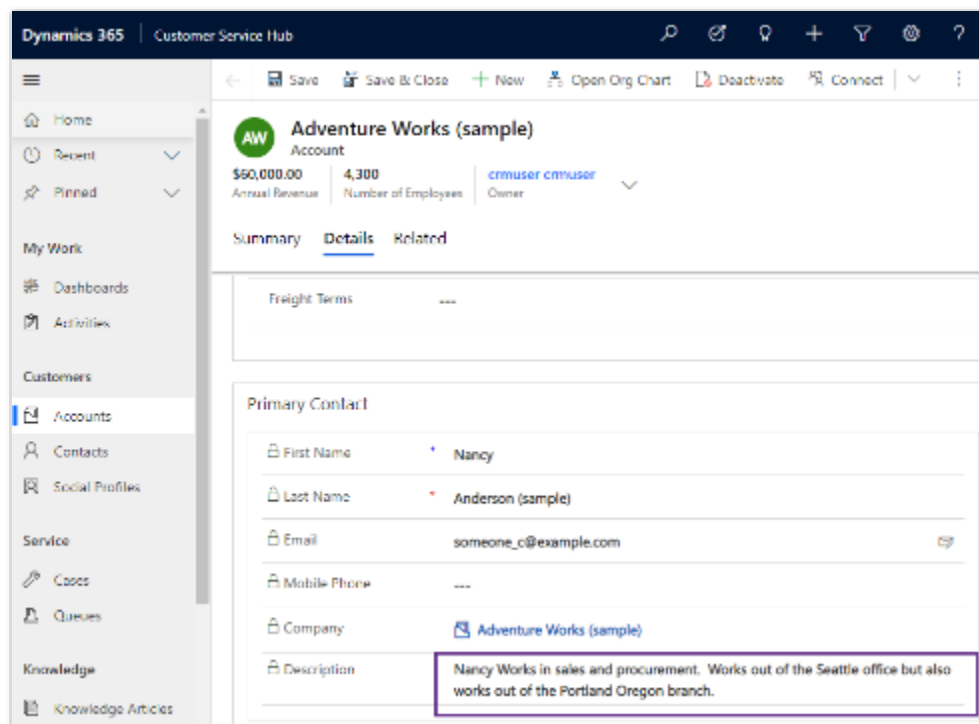 Dynamics 365 Customer Service Hub
Save Save & Close New Open Org Chart Deactivate Connect
Home
Recent
Pinned
My Work
Dashboards
Activities
Customers
Accounts
Contacts
Social Profiles
Service
Cases
Queues
Knowledge
Knowledge Articles
AW
Adventure Works (sample)
Account
$60,000.00 4,300 crmuser crmuser
Annual Revenue Number of Employees Owner
Summary Details Related
Freight Terms ---
Primary Contact
First Name * Nancy
Last Name * Anderson (sample)
Email someone_c@example.com
Mobile Phone ---
Company Adventure Works (sample)
Description Nancy Works in sales and procurement. Works out of the Seattle office but also
works out of the Portland Oregon branch.